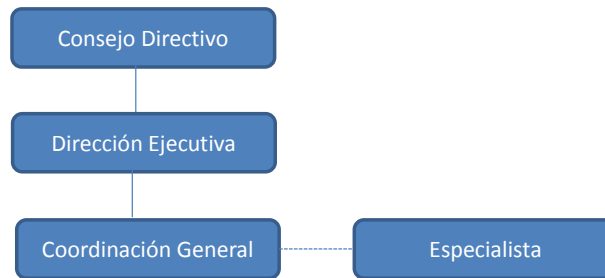 Consejo Directivo
Dirección Ejecutiva
Coordinación General
Especialista